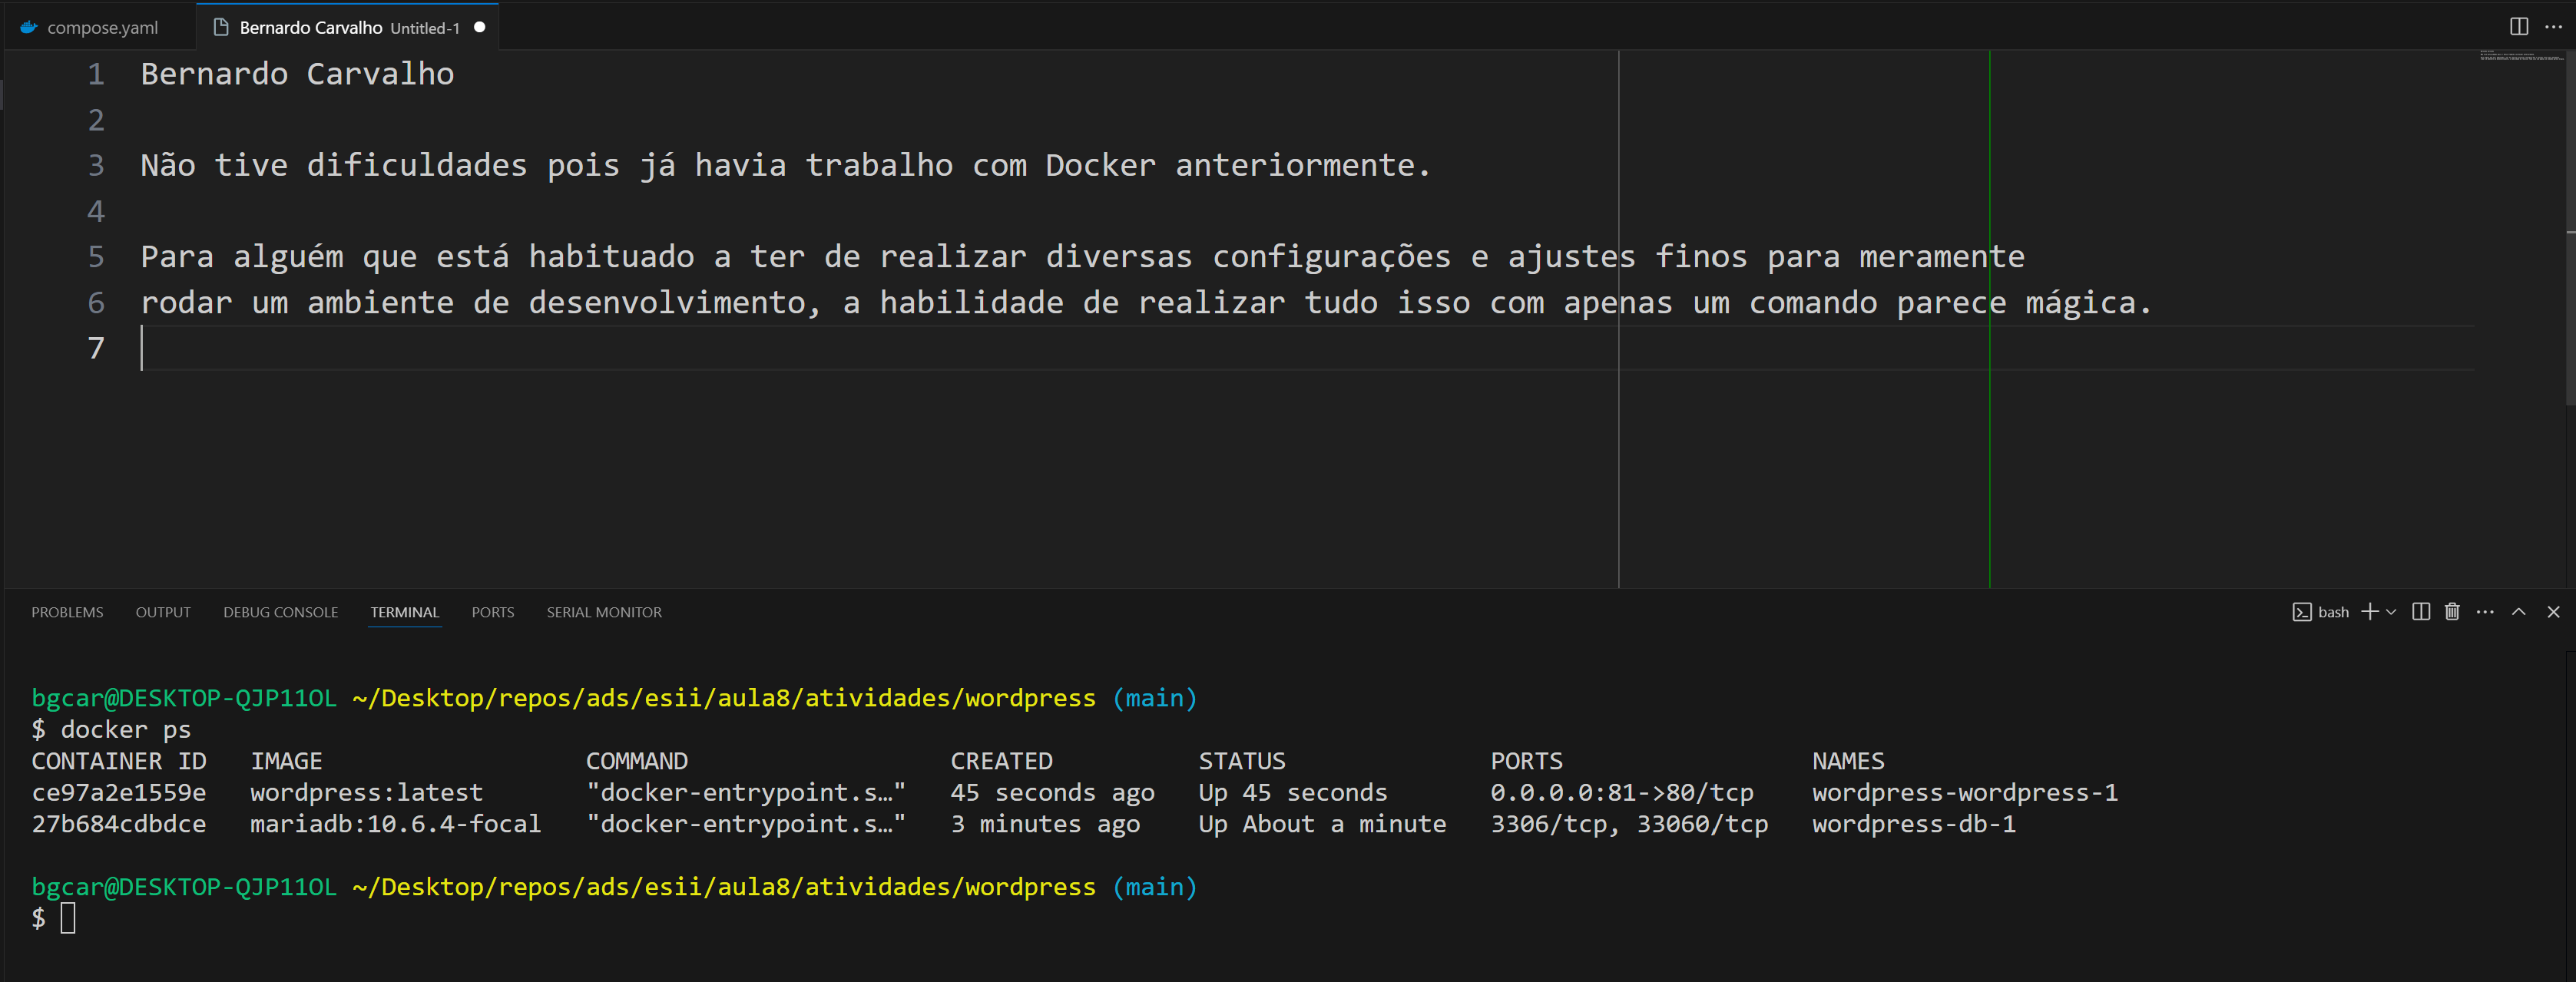 compose.yaml
Bernardo Carvalho Untitled-1
1 Bernardo Carvalho
2
3 Não tive dificuldades pois já havia trabalho com Docker anteriormente.
4
5 Para alguém que está habituado a ter de realizar diversas configurações e ajustes finos para meramente
6 rodar um ambiente de desenvolvimento, a habilidade de realizar tudo isso com apenas um comando parece mágica.
7
PROBLEMS OUTPUT DEBUG CONSOLE TERMINAL PORTS SERIAL MONITOR bash
bgcar@DESKTOP-QJP11OL ~/Desktop/repos/ads/esii/aula8/atividades/wordpress (main)
$ docker ps
CONTAINER ID IMAGE COMMAND CREATED STATUS PORTS NAMES
ce97a2e1559e wordpress:latest "docker-entrypoint.s…" 45 seconds ago Up 45 seconds 0.0.0.0:81->80/tcp wordpress-wordpress-1
27b684cdbdce mariadb:10.6.4-focal "docker-entrypoint.s…" 3 minutes ago Up About a minute 3306/tcp, 33060/tcp wordpress-db-1
bgcar@DESKTOP-QJP11OL ~/Desktop/repos/ads/esii/aula8/atividades/wordpress (main)
$